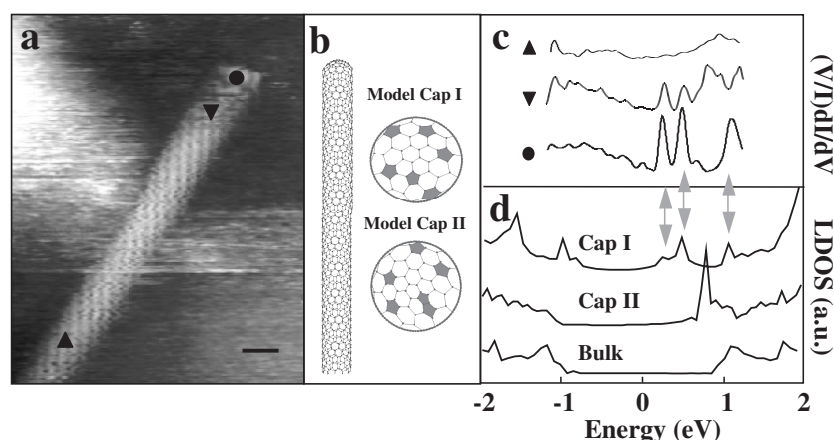 a
b
Model Cap I
Model Cap II
c
(V/I)dI/dV
d
Cap I
Cap II
Bulk
LDOS (a.u.)
-2 -1 0 1 2
Energy (eV)